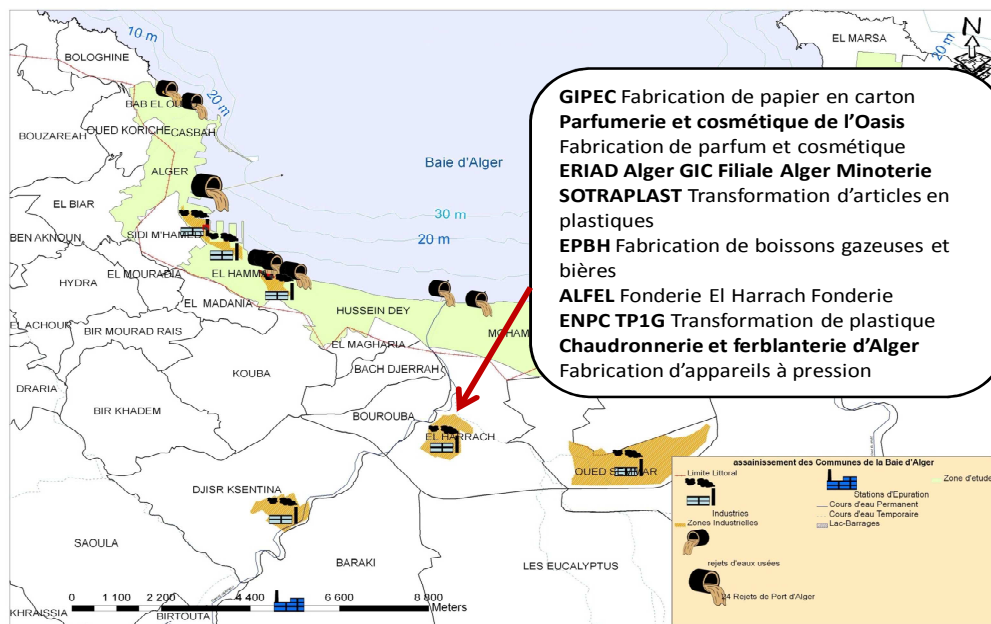 10 m
20 m
EL MARSA
N
20 m
BOLOGHINE
BAB EL OU
BOUZAREAH
OUED KORICHE
CASBAH
ALGER
Baie d'Alger
EL BIAR
30 m
20 m
BEN AKNOUN
SIDI M'HAMED
EL MOURADIA
EL HAMMA
HYDRA
EL MADANIA
HUSSEIN DEY
MOHAM
BIR MOURAD RAIS
EL MAGHARIA
BACH DJERRAH
KOUBA
DRARIA
BIR KHADEM
BOUROUBA
EL HARRACH
OUED SEMAR
DJISR KSENTINA
SAOULA
BARAKI
LES EUCALYPTUS
KHRAISSIA
BIRTOUTA
GIPEC Fabrication de papier en carton
Parfumerie et cosmétique de l'Oasis
Fabrication de parfum et cosmétique
ERIAD Alger GIC Filiale Alger Minoterie
SOTRAPLAST Transformation d'articles en
plastiques
EPBH Fabrication de boissons gazeuses et
bières
ALFEL Fonderie El Harrach Fonderie
ENPC TP1G Transformation de plastique
Chaudronnerie et ferblanterie d'Alger
Fabrication d'appareils à pression
assainissement des Communes de la Baie d'Alger
Limite Littoral
Zone d'etude
Stations d'Epuration
Industries
Cours d'eau Permanent
Cours d'eau Temporaire
Zones Industrielles
Lac-Barrages
rejets d'eaux usées
24 Rejets de Port d'Alger
0 1 100 2 200 4 400 6 600 8 800
Meters